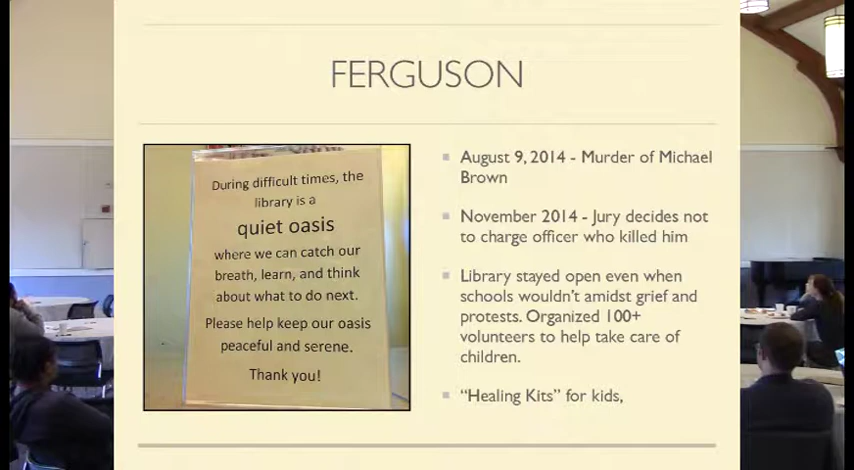 FERGUSON
During difficult times, the
library is a
quiet oasis
where we can catch our
breath, learn, and think
about what to do next.
Please help keep our oasis
peaceful and serene.
Thank you!
August 9, 2014 - Murder of Michael
Brown
November 2014 - Jury decides not
to charge officer who killed him
Library stayed open even when
schools wouldn't amidst grief and
protests. Organized 100+
volunteers to help take care of
children.
"Healing Kits" for kids,